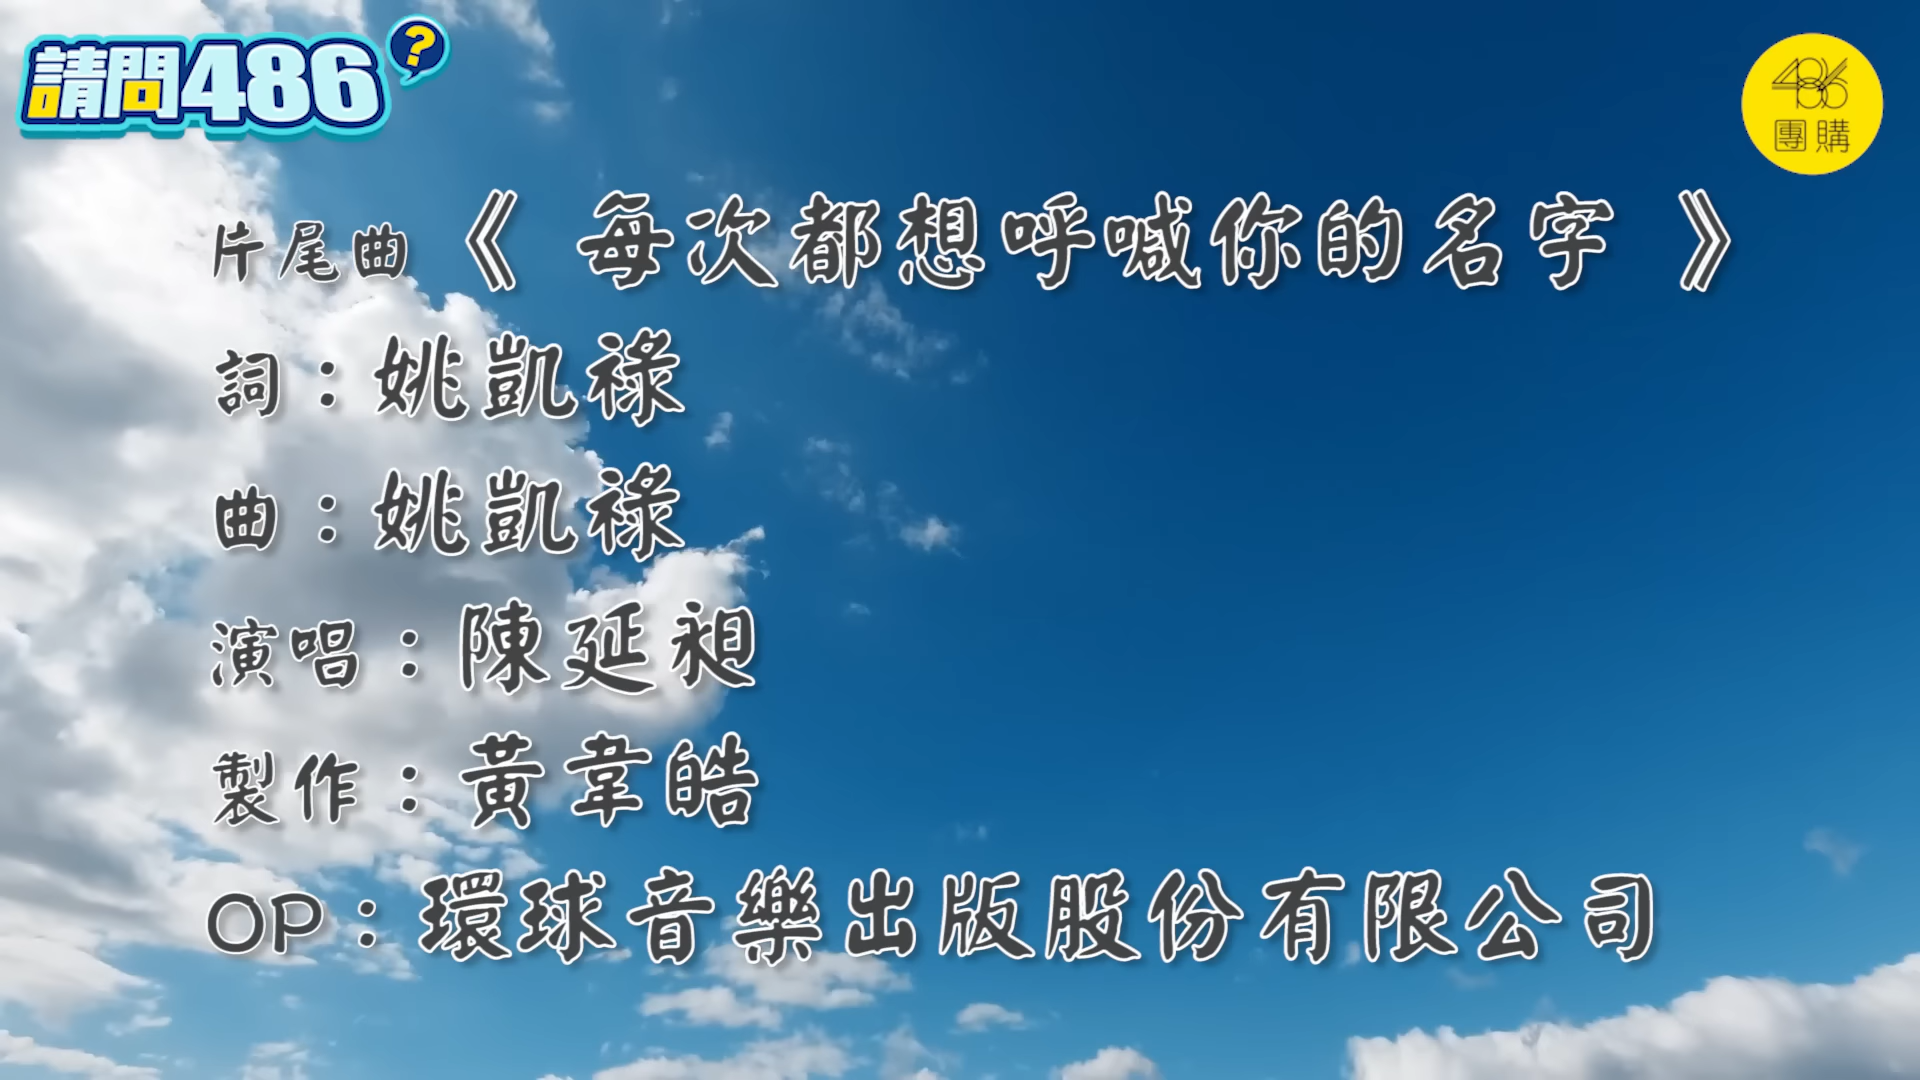 請問486?
486
團購
片尾曲《 每次都想呼喊你的名字 》
詞：姚凱祿
曲：姚凱祿
演唱：陳延昶
製作：黃韋皓
OP：環球音樂出版股份有限公司